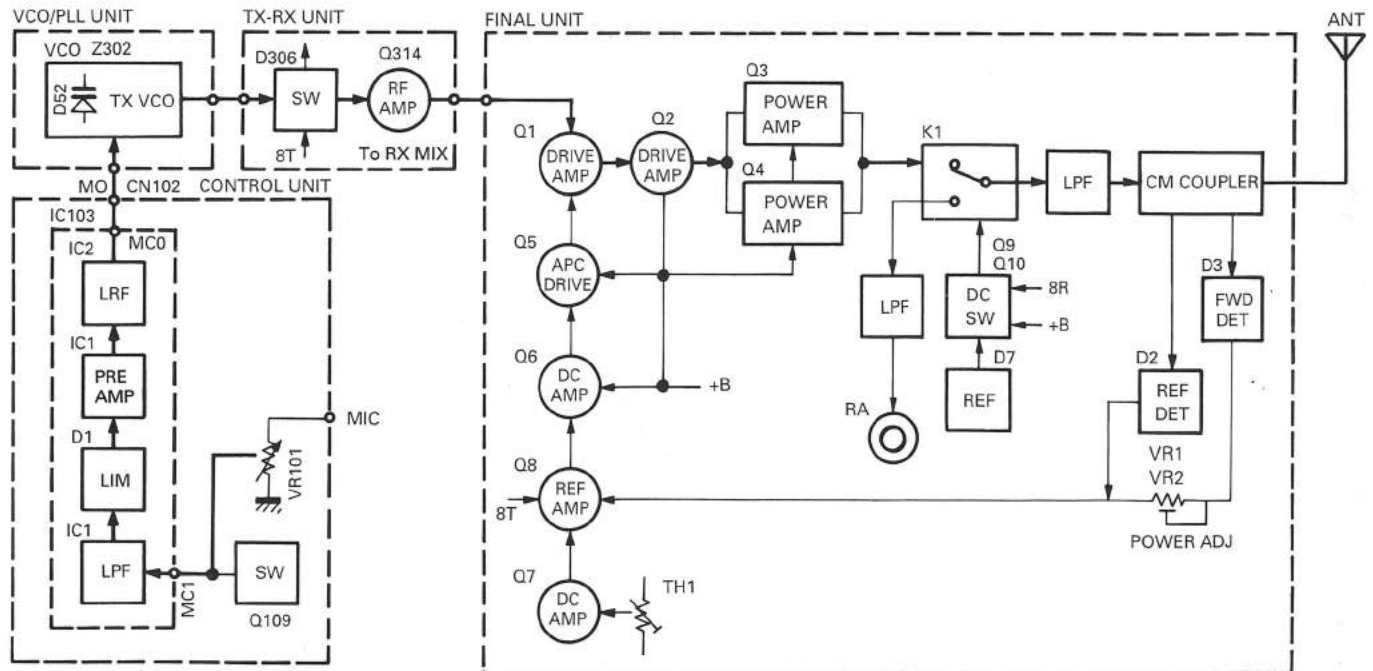 VCO/PLL UNIT
VCO Z302
D52
TX VCO
TX-RX UNIT
D306
SW
8T
Q314
RF
AMP
To RX MIX
FINAL UNIT
Q1
DRIVE
AMP
Q2
DRIVE
AMP
Q3
POWER
AMP
Q4
POWER
AMP
K1
LPF
CM COUPLER
ANT
MO
CN102
CONTROL UNIT
IC103
MC0
IC2
LRF
IC1
PRE
AMP
D1
LIM
IC1
LPF
MC1
SW
Q109
VR101
MIC
Q5
APC
DRIVE
Q6
DC
AMP
+B
Q8
REF
AMP
8T
Q7
DC
AMP
TH1
LPF
RA
Q9
Q10
DC
SW
8R
+B
D7
REF
D3
FWD
DET
D2
REF
DET
VR1
VR2
POWER ADJ